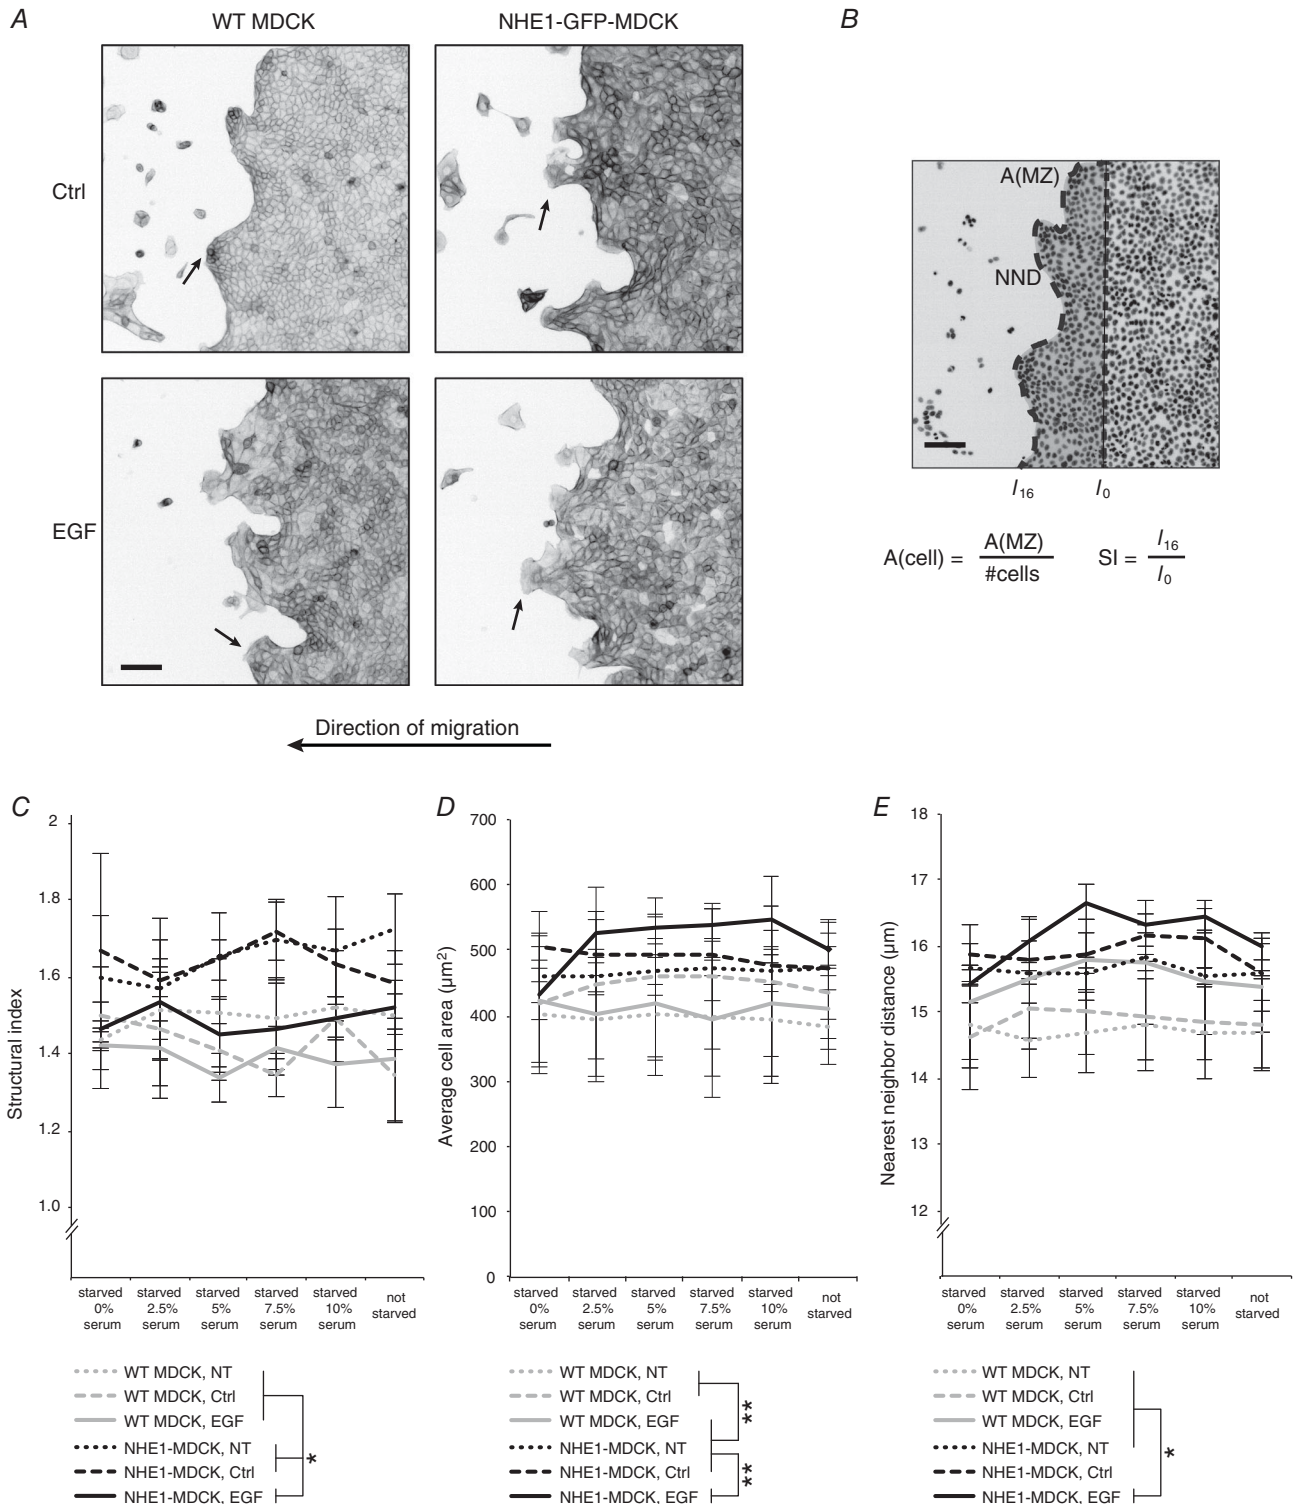 A
WT MDCK
NHE1-GFP-MDCK
B
Ctrl
EGF
A(MZ)
NND
l16
l0
A(cell) = A(MZ) / #cells
SI = l16 / l0
Direction of migration
C
Structural index
2
1.8
1.6
1.4
1.2
1.0
starved 0% serum
starved 2.5% serum
starved 5% serum
starved 7.5% serum
starved 10% serum
not starved
WT MDCK, NT
WT MDCK, Ctrl
WT MDCK, EGF
NHE1-MDCK, NT
NHE1-MDCK, Ctrl
NHE1-MDCK, EGF
*
D
Average cell area (µm²)
700
600
500
400
300
200
100
0
starved 0% serum
starved 2.5% serum
starved 5% serum
starved 7.5% serum
starved 10% serum
not starved
WT MDCK, NT
WT MDCK, Ctrl
WT MDCK, EGF
NHE1-MDCK, NT
NHE1-MDCK, Ctrl
NHE1-MDCK, EGF
**
**
E
Nearest neighbor distance (µm)
18
17
16
15
14
13
12
starved 0% serum
starved 2.5% serum
starved 5% serum
starved 7.5% serum
starved 10% serum
not starved
WT MDCK, NT
WT MDCK, Ctrl
WT MDCK, EGF
NHE1-MDCK, NT
NHE1-MDCK, Ctrl
NHE1-MDCK, EGF
*